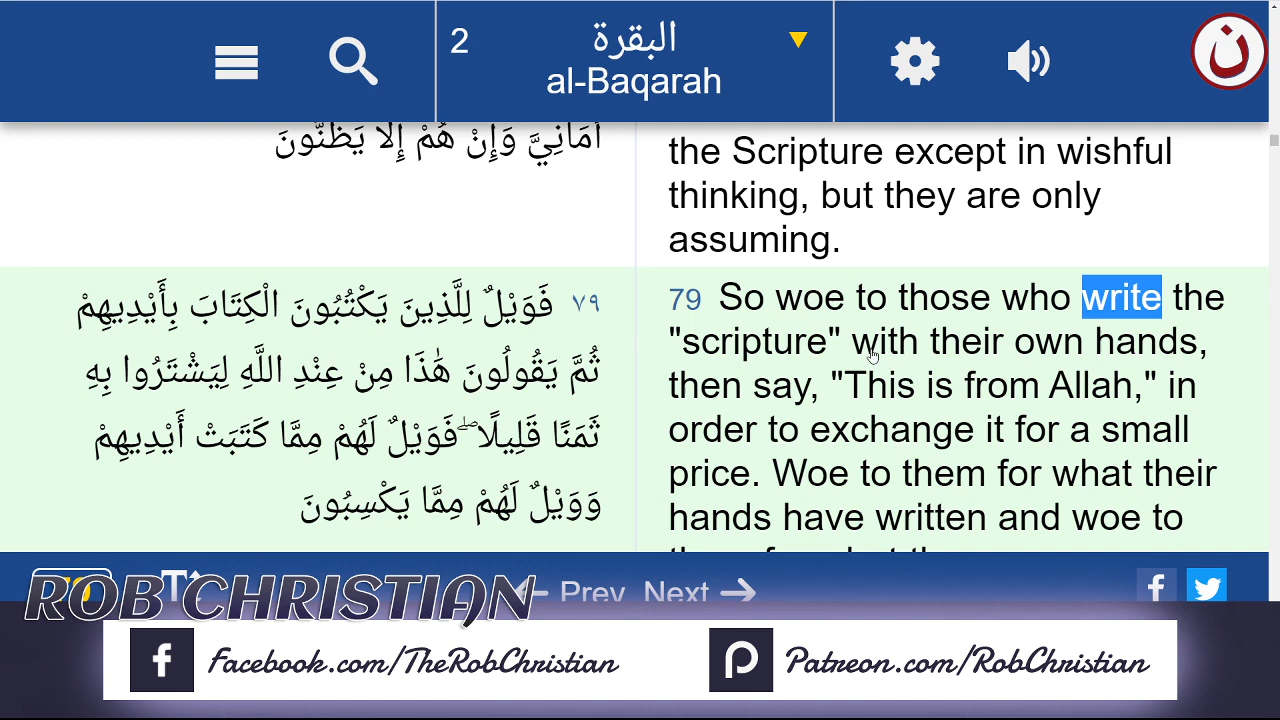 2
البقرة
al-Baqarah
ن
أَمَانِيَّ وَإِنْ هُمْ إِلَّا يَظُنُّونَ
the Scripture except in wishful
thinking, but they are only
assuming.
٧٩ فَوَيْلٌ لِلَّذِينَ يَكْتُبُونَ الْكِتَابَ بِأَيْدِيهِمْ
ثُمَّ يَقُولُونَ هَٰذَا مِنْ عِنْدِ اللَّهِ لِيَشْتَرُوا بِهِ
ثَمَنًا قَلِيلًا ۖ فَوَيْلٌ لَهُمْ مِمَّا كَتَبَتْ أَيْدِيهِمْ
وَوَيْلٌ لَهُمْ مِمَّا يَكْسِبُونَ
79 So woe to those who write the
"scripture" with their own hands,
then say, "This is from Allah," in
order to exchange it for a small
price. Woe to them for what their
hands have written and woe to
Prev Next
ROB CHRISTIAN
Facebook.com/TheRobChristian
Patreon.com/RobChristian